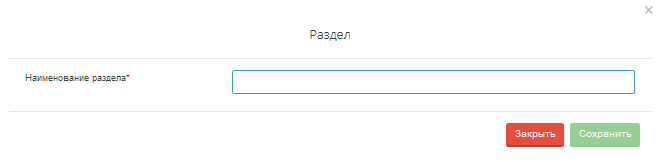 Раздел
Наименование раздела*
Закрыть Сохранить